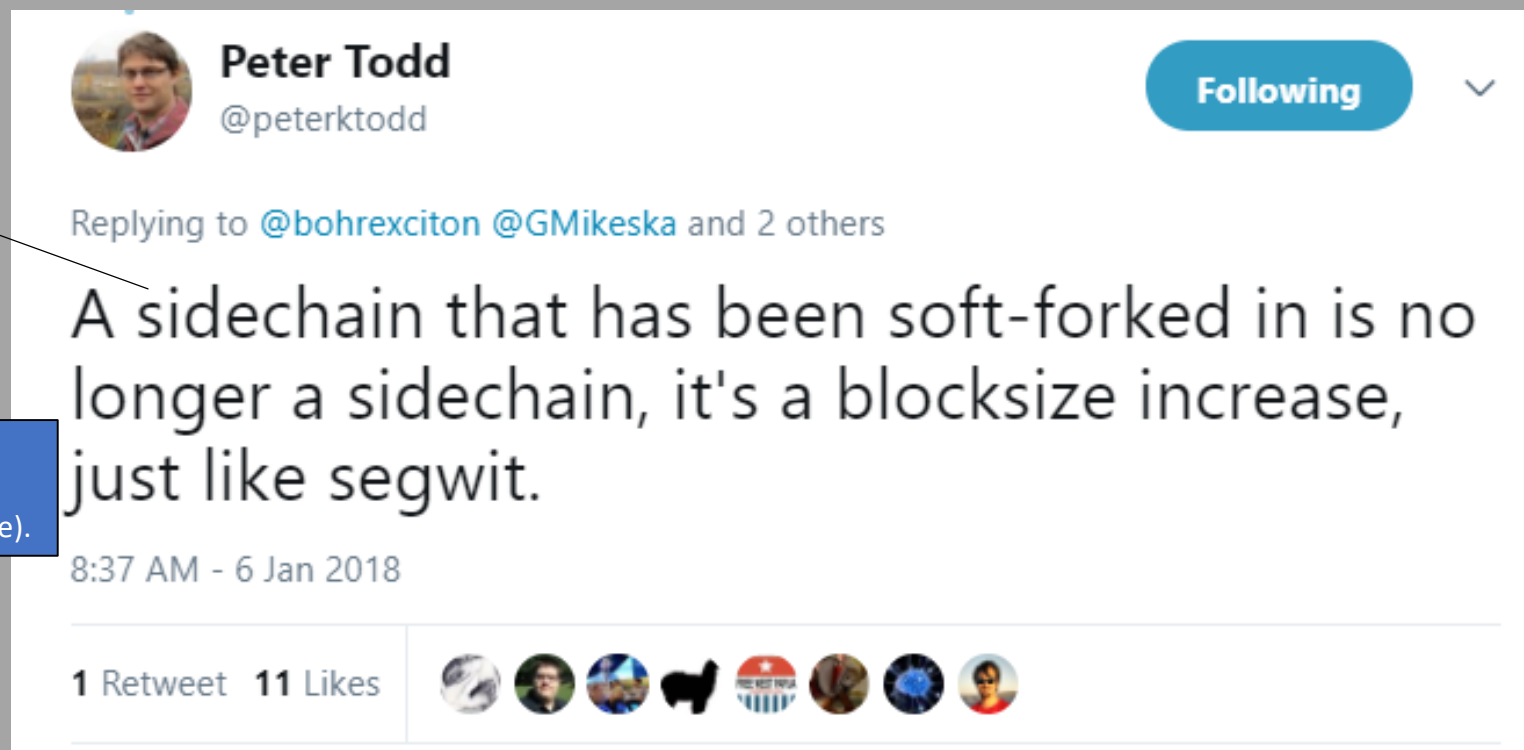 Peter Todd
@peterktodd
Following
Replying to @bohrexciton @GMikeska and 2 others
A sidechain that has been soft-forked in is no
longer a sidechain, it's a blocksize increase,
just like segwit.
e).
8:37 AM - 6 Jan 2018
1 Retweet 11 Likes